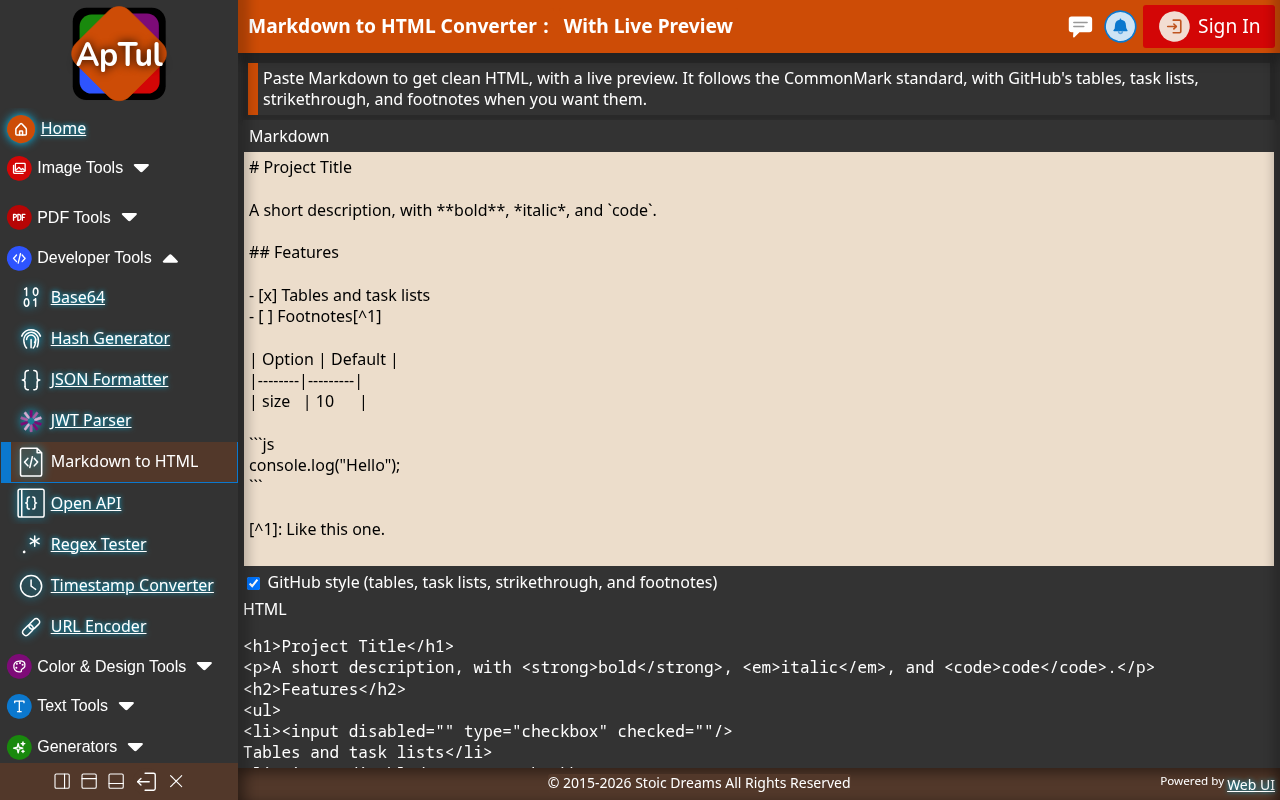 ApTul
Markdown to HTML Converter : With Live Preview
Sign In
Home
Image Tools
PDF Tools
Developer Tools
Base64
Hash Generator
JSON Formatter
JWT Parser
Markdown to HTML
Open API
Regex Tester
Timestamp Converter
URL Encoder
Color & Design Tools
Text Tools
Generators
Paste Markdown to get clean HTML, with a live preview. It follows the CommonMark standard, with GitHub's tables, task lists,
strikethrough, and footnotes when you want them.
Markdown
# Project Title
A short description, with **bold**, *italic*, and `code`.
## Features
- [x] Tables and task lists
- [ ] Footnotes[^1]
| Option | Default |
|--------|---------|
| size | 10 |
```js
console.log("Hello");
```
[^1]: Like this one.
GitHub style (tables, task lists, strikethrough, and footnotes)
HTML
<h1>Project Title</h1>
<p>A short description, with <strong>bold</strong>, <em>italic</em>, and <code>code</code>.</p>
<h2>Features</h2>
<ul>
<li><input disabled="" type="checkbox" checked=""/>
Tables and task lists</li>
© 2015-2026 Stoic Dreams All Rights Reserved
Powered by Web UI